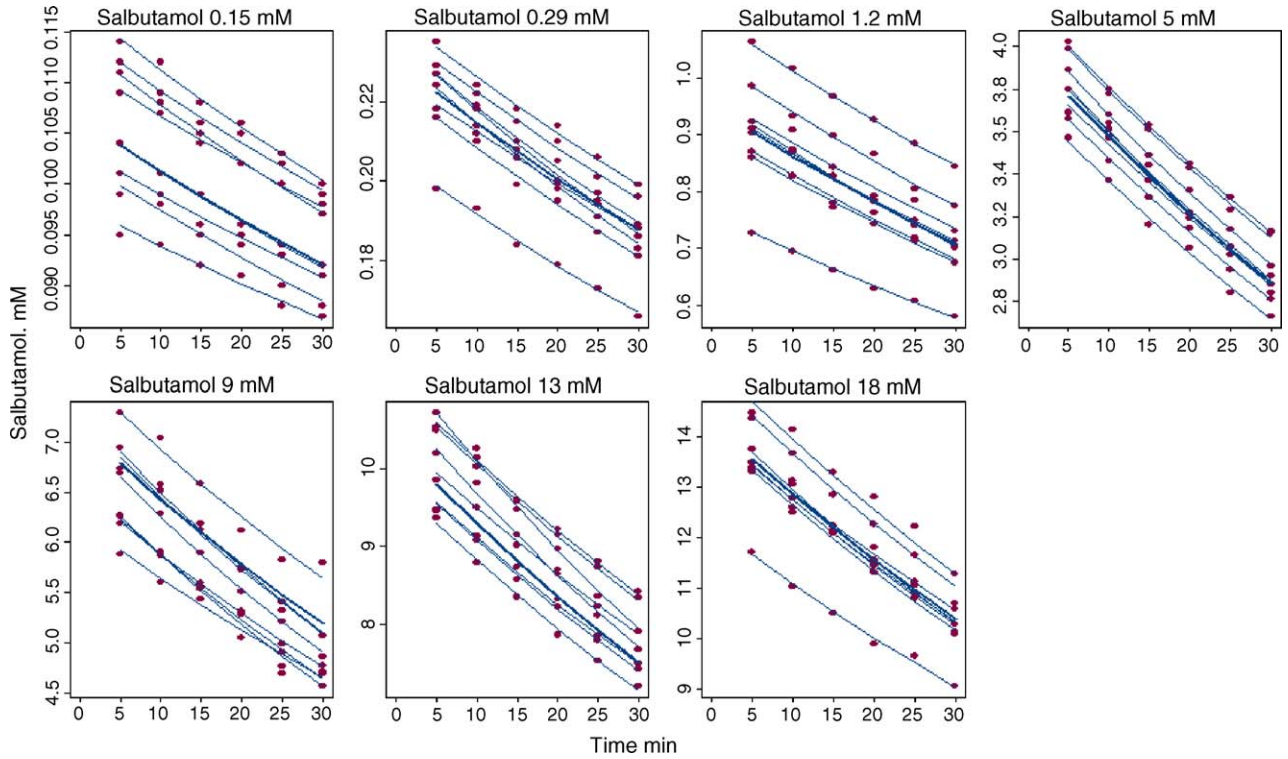 Salbutamol 0.15 mM
Salbutamol 0.29 mM
Salbutamol 1.2 mM
Salbutamol 5 mM
0.115
0.110
0.105
0.100
0.095
0.090
0.22
0.20
0.18
1.0
0.9
0.8
0.7
0.6
4.0
3.8
3.6
3.4
3.2
3.0
2.8
0 5 10 15 20 25 30
0 5 10 15 20 25 30
0 5 10 15 20 25 30
0 5 10 15 20 25 30
Salbutamol. mM
Salbutamol 9 mM
Salbutamol 13 mM
Salbutamol 18 mM
7.0
6.5
6.0
5.5
5.0
4.5
10
9
8
14
13
12
11
10
9
0 5 10 15 20 25 30
0 5 10 15 20 25 30
0 5 10 15 20 25 30
Time min